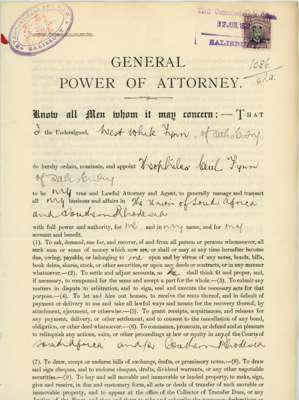 SALISBURY
GENERAL
POWER OF ATTORNEY.
Know all Men whom it may concern:— THAT
I the Undersigned, West White Fynn, of Salisbury
do hereby ordain, nominate, and appoint Theophilus Cecil Fynn
of Salisbury
to be my true and Lawful Attorney and Agent, to generally manage and transact
all my business and affairs in The Union of South Africa
and Southern Rhodesia
with full power and authority, for me and in my name, and for my
account and benefit.
(1). To ask, demand, sue for, and recover, of and from all person or persons whomsoever, all
such sum or sums of money which now are, or shall or may at any time hereafter become
due, owing, payable, or belonging to me upon and by virtue of any notes, bonds, bills,
book debts, shares, stock, or other securities, or upon any deeds or contracts, or in any manner
whatsoever.—(2). To settle and adjust accounts, as he shall think fit and proper, and,
if necessary, to compound for the same and accept a part for the whole.—(3). To submit any
matters in dispute to arbitration, and to sign, seal and execute the necessary acts for that
purpose.—(4). To let and hire out houses, to receive the rents thereof, and in default of
payment or delivery to use and take all lawful ways and means for the recovery thereof, by
attachment, ejectment, or otherwise.—(5). To grant receipts, acquittances, and releases for
any payments, delivery, or other settlement, and to consent to the cancellation of any bond,
obligation, or other deed whatsoever.—(6). To commence, prosecute, or defend and at pleasure
to relinquish any actions, suits, or other proceedings at law or equity in any of the Courts of
South Africa and/or Southern Rhodesia
(7). To draw, accept or endorse bills of exchange, drafts, or promissory notes.—(8). To draw
and sign cheques, and to endorse cheques, drafts, dividend warrants, or any other negotiable
securities.—(9). To buy and sell movable and immovable or landed property, to make, sign,
give and receive, in due and customary form, all acts or deeds of transfer of such movable or
immovable property, and to appear at the office of the Collector of Transfer Dues, or any